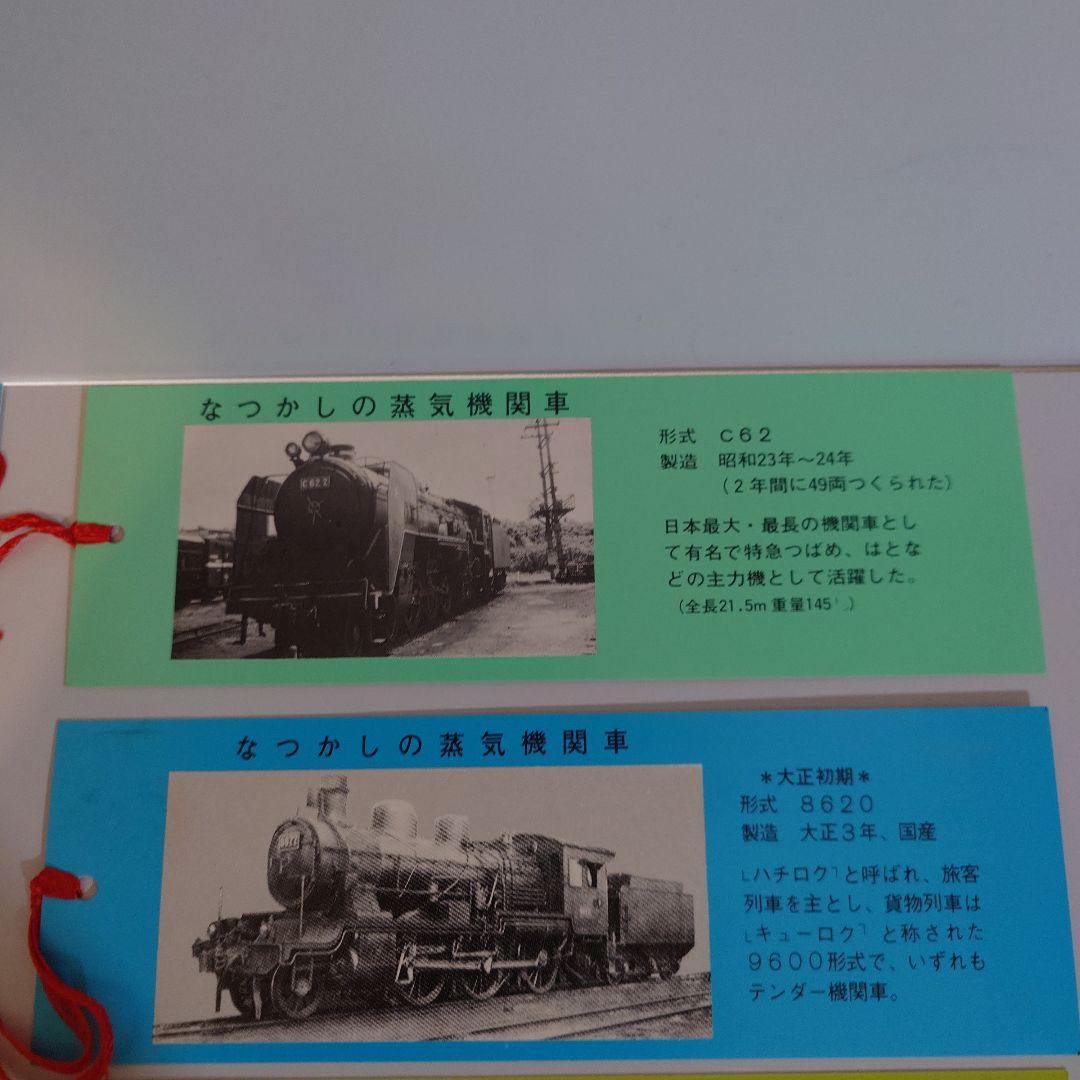 なつかしの蒸気機関車
C622
形式 C62
製造 昭和23年〜24年
(2年間に49両つくられた)
日本最大・最長の機関車とし
て有名で特急つばめ、はとな
どの主力機として活躍した。
(全長21.5m 重量145㌧)
なつかしの蒸気機関車
*大正初期*
形式 8620
製造 大正3年、国産
└ハチロク┐と呼ばれ、旅客
列車を主とし、貨物列車は
└キューロク┐と称された
9600形式で、いずれも
テンダー機関車。